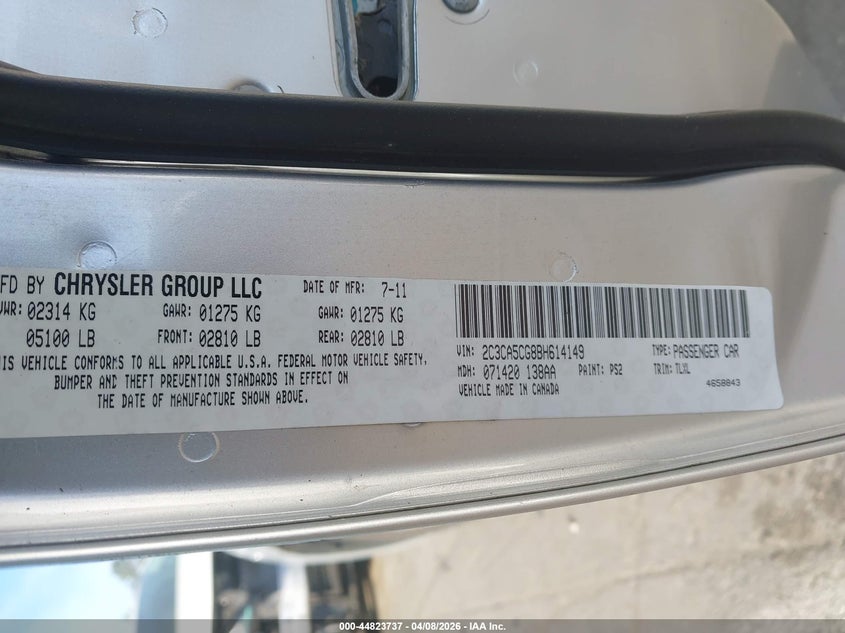 MFD BY CHRYSLER GROUP LLC DATE OF MFR: 7-11
VWR: 02314 KG GAWR: 01275 KG GAWR: 01275 KG
05100 LB FRONT: 02810 LB REAR: 02810 LB
THIS VEHICLE CONFORMS TO ALL APPLICABLE U.S.A. FEDERAL MOTOR VEHICLE SAFETY,
BUMPER AND THEFT PREVENTION STANDARDS IN EFFECT ON
THE DATE OF MANUFACTURE SHOWN ABOVE.
VIN: 2C3CA5CG8BH614149 TYPE: PASSENGER CAR
MDH: 071420 138AA PAINT: PS2 TRIM: TLXL
VEHICLE MADE IN CANADA 4658843
000-44823737 - 04/08/2026 - IAA Inc.